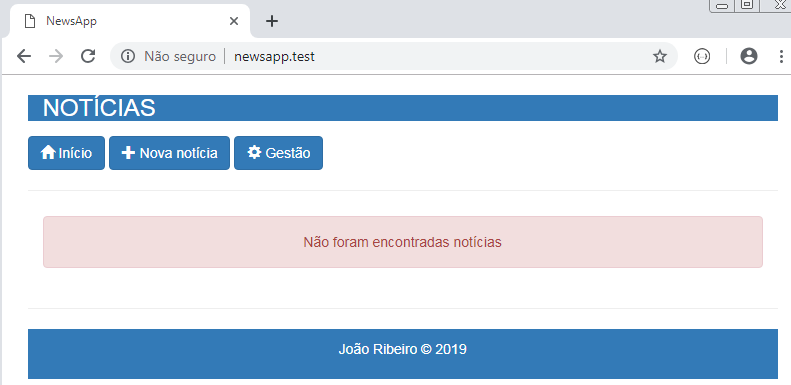 NewsApp
Não seguro newsapp.test
NOTÍCIAS
Início Nova notícia Gestão
Não foram encontradas notícias
João Ribeiro © 2019